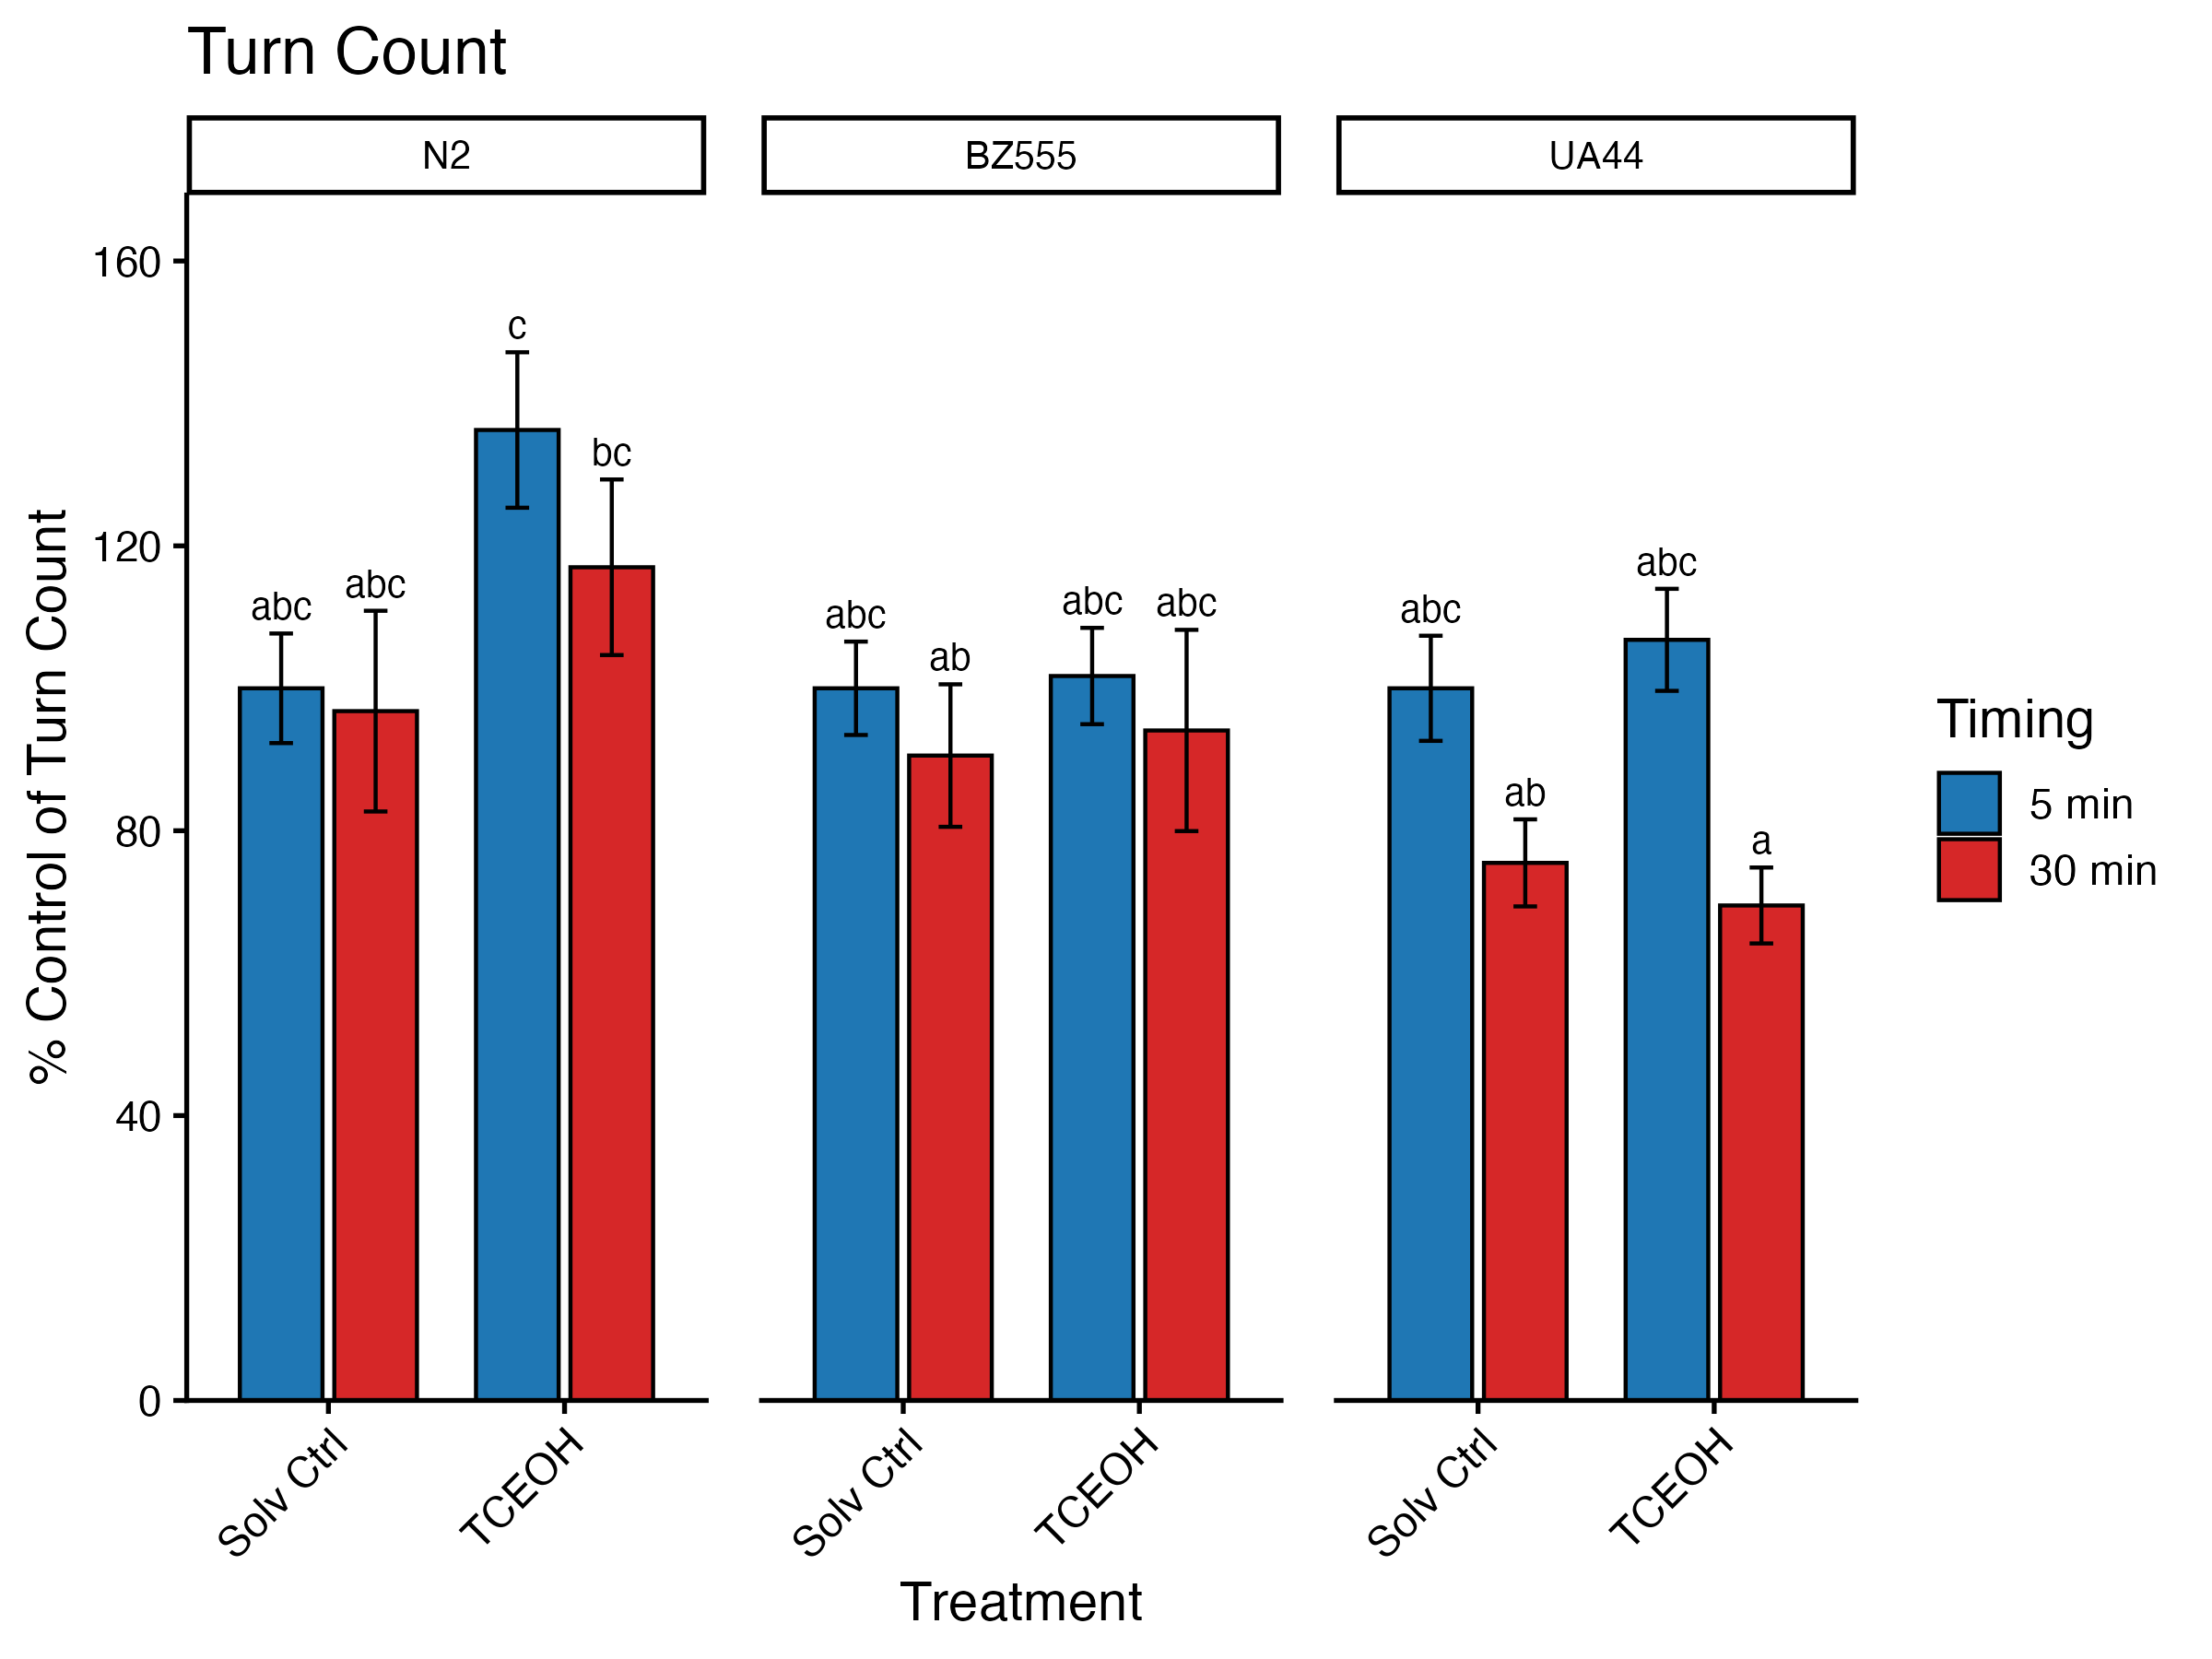 Turn Count
N2
BZ555
UA44
% Control of Turn Count
160
120
80
40
0
abc
abc
c
bc
abc
ab
abc
abc
abc
ab
abc
a
Solv Ctrl
TCEOH
Solv Ctrl
TCEOH
Solv Ctrl
TCEOH
Treatment
Timing
5 min
30 min